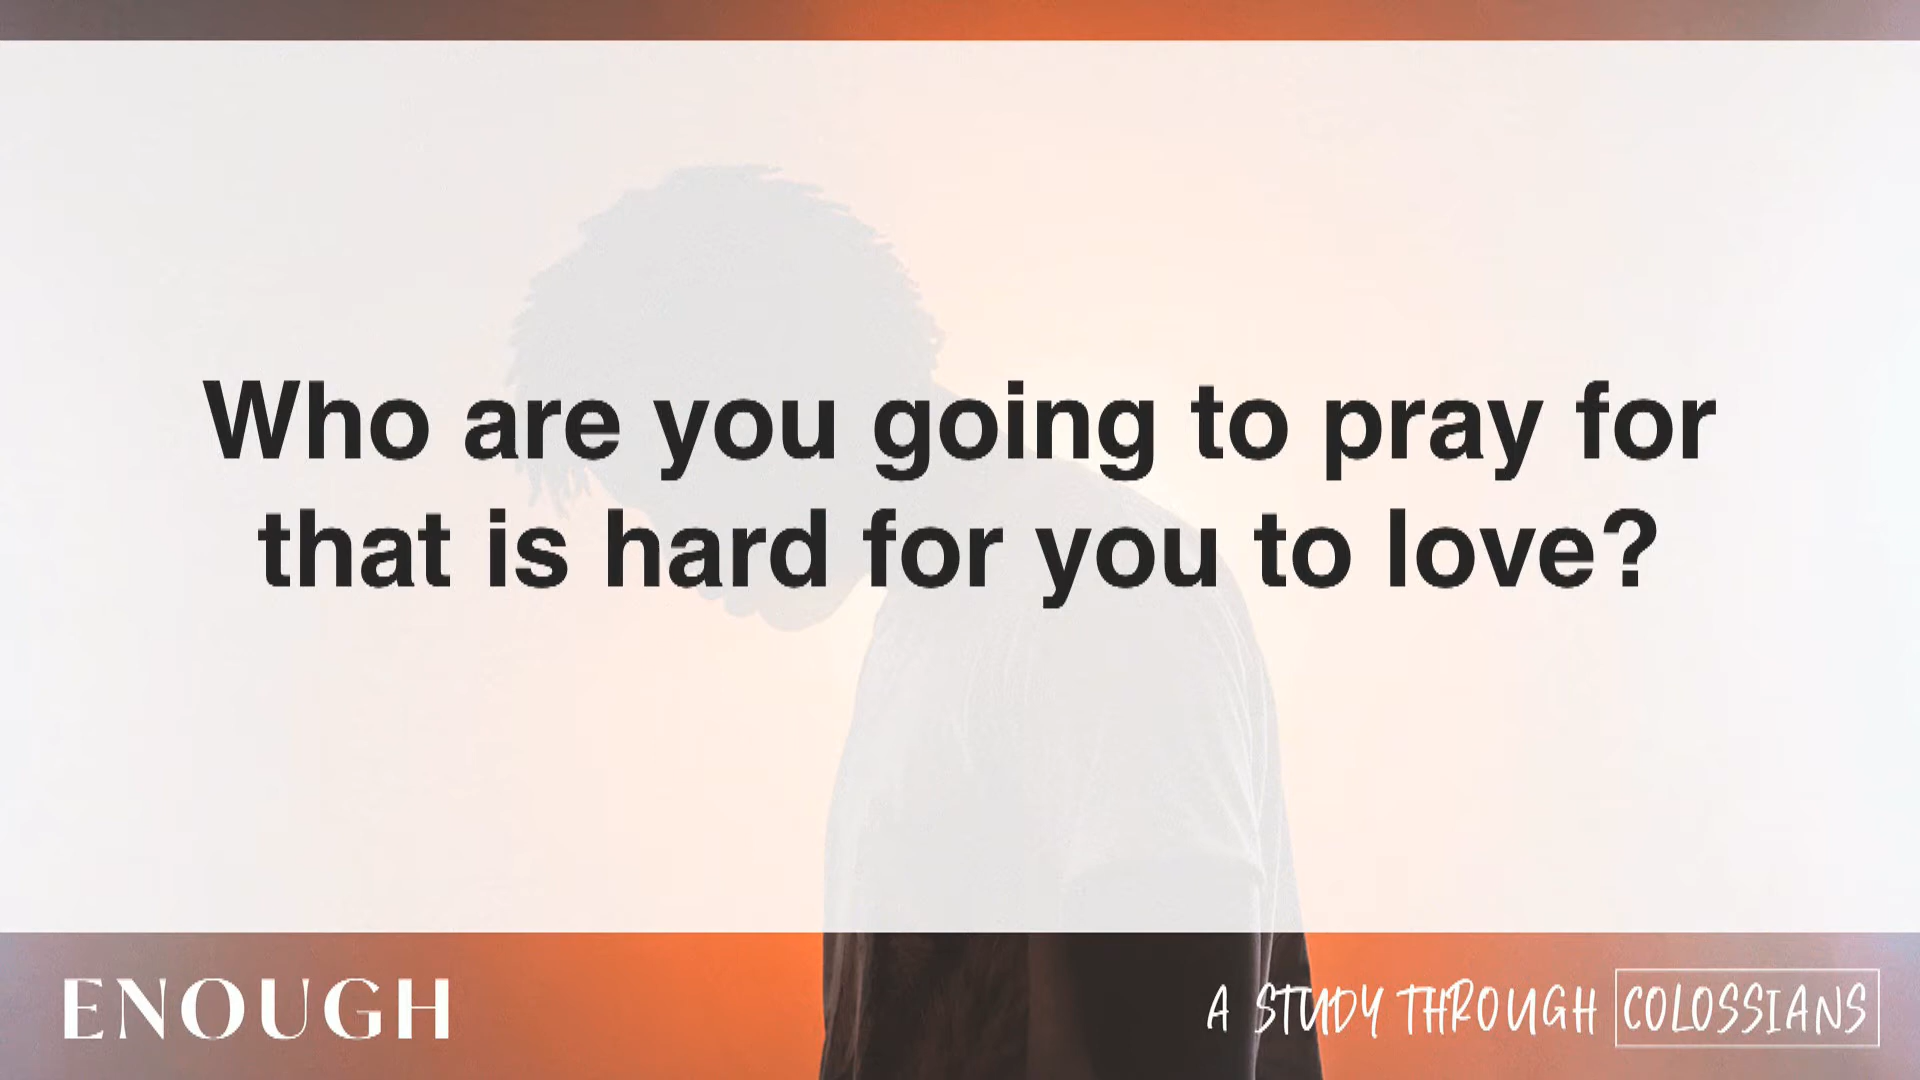 Who are you going to pray for
that is hard for you to love?
ENOUGH
A STUDY THROUGH COLOSSIANS